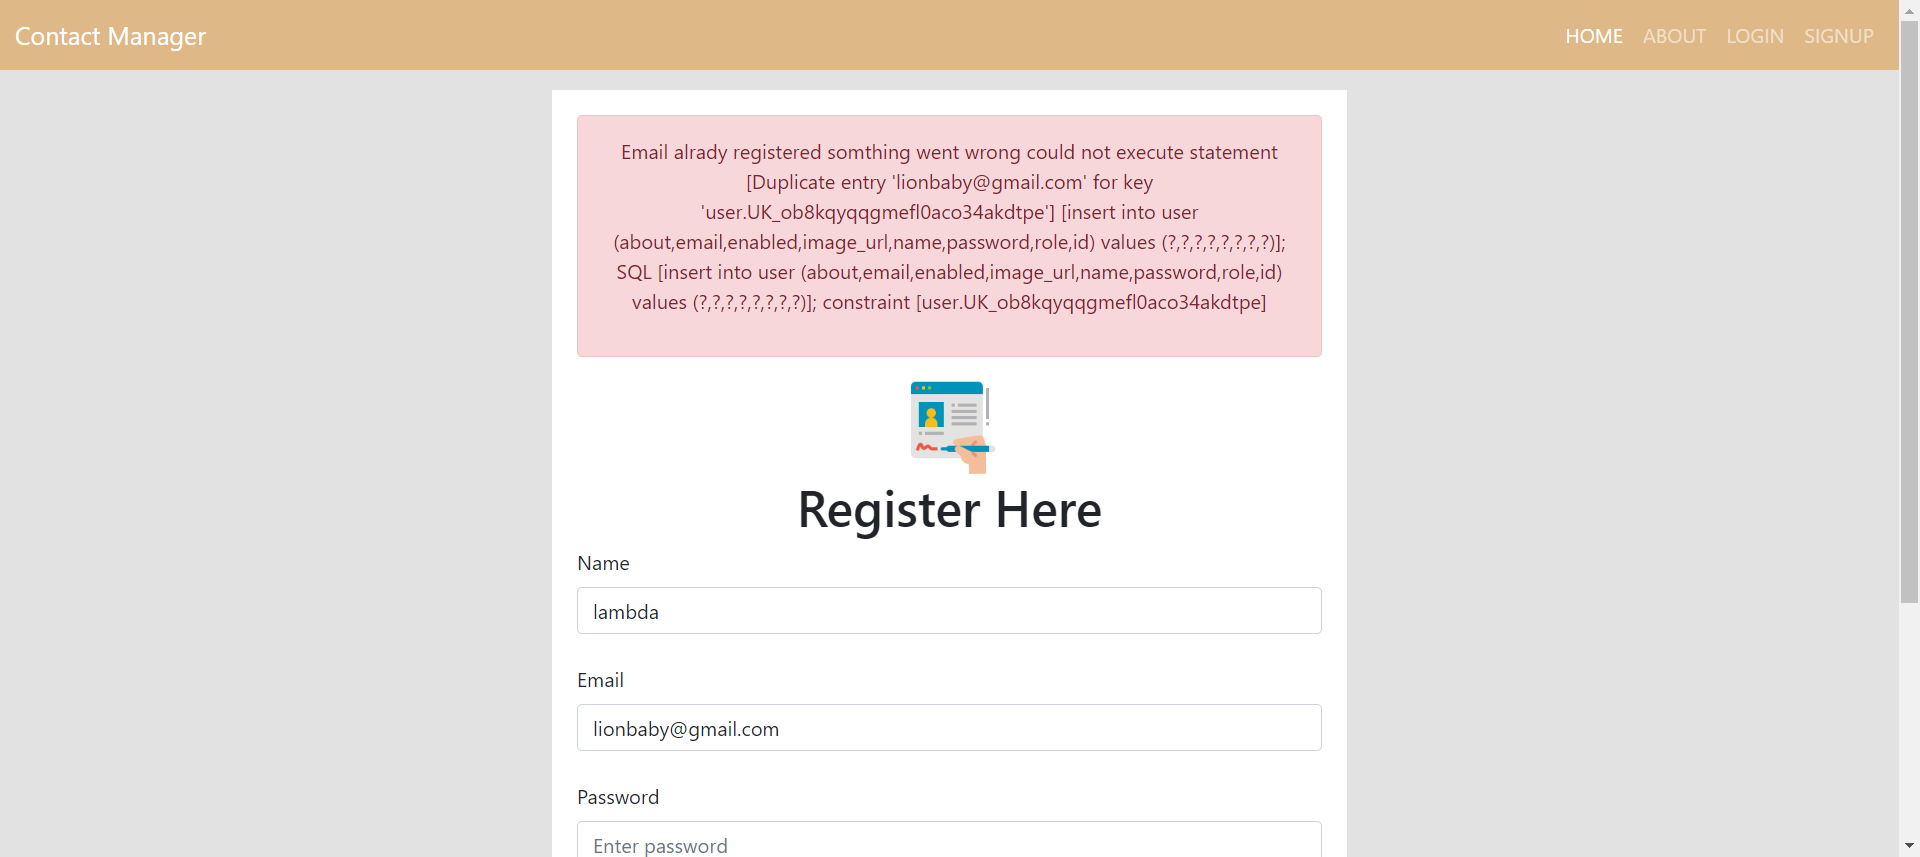 Contact Manager
HOME ABOUT LOGIN SIGNUP
Email alrady registered somthing went wrong could not execute statement
[Duplicate entry 'lionbaby@gmail.com' for key
'user.UK_ob8kqyqqgmefl0aco34akdtpe'] [insert into user
(about,email,enabled,image_url,name,password,role,id) values (?,?,?,?,?,?,?,?)];
SQL [insert into user (about,email,enabled,image_url,name,password,role,id)
values (?,?,?,?,?,?,?,?)]; constraint [user.UK_ob8kqyqqgmefl0aco34akdtpe]
Register Here
Name
lambda
Email
lionbaby@gmail.com
Password
Enter password